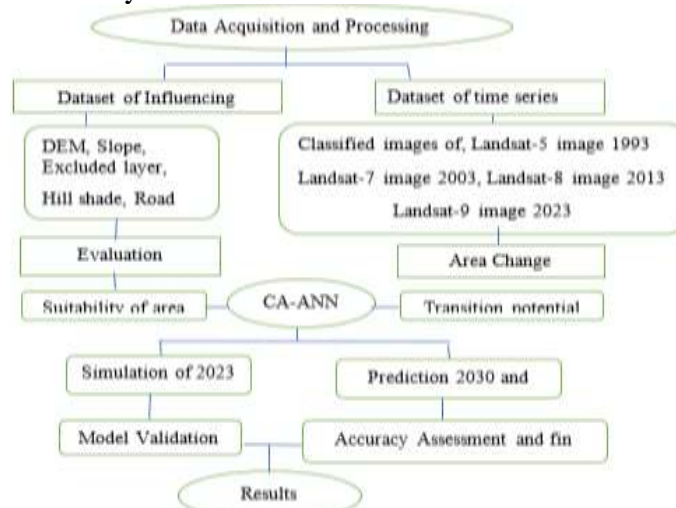 Data Acquisition and Processing
Dataset of Influencing
Dataset of time series
DEM, Slope,
Excluded layer,
Hill shade, Road
Classified images of, Landsat-5 image 1993
Landsat-7 image 2003, Landsat-8 image 2013
Landsat-9 image 2023
Evaluation
Area Change
Suitability of area
CA-ANN
Transition potential
Simulation of 2023
Prediction 2030 and
Model Validation
Accuracy Assessment and fin
Results